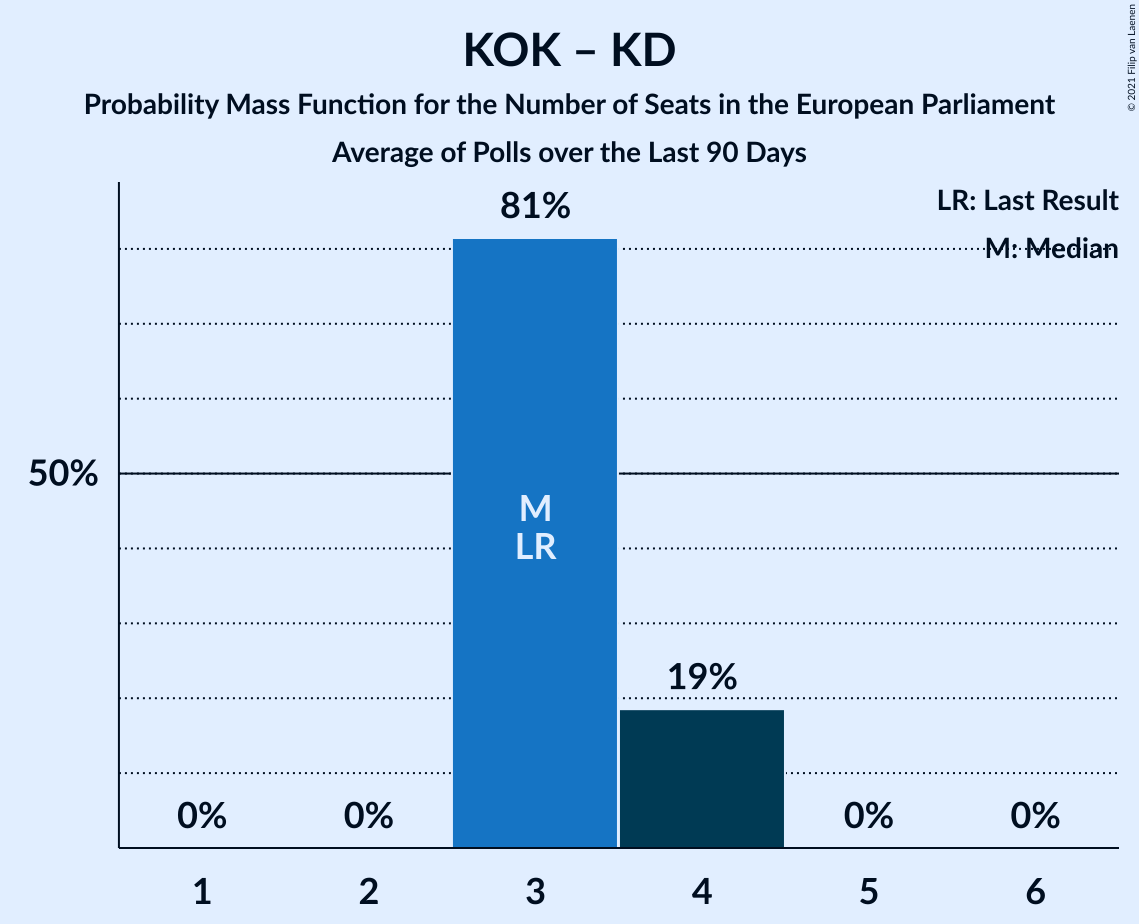 © 2021 Filip van Laenen
KOK – KD
Probability Mass Function for the Number of Seats in the European Parliament
Average of Polls over the Last 90 Days
LR: Last Result
M: Median
81%
50%
M
LR
19%
0% 0% 0% 0%
1 2 3 4 5 6